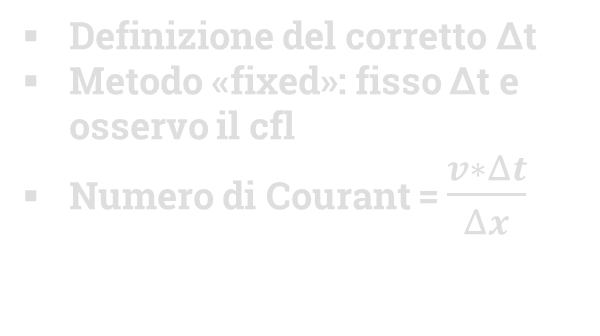 ▪ Definizione del corretto Δt
▪ Metodo «fixed»: fisso Δt e
osservo il cfl
▪ Numero di Courant = v*Δt / Δx